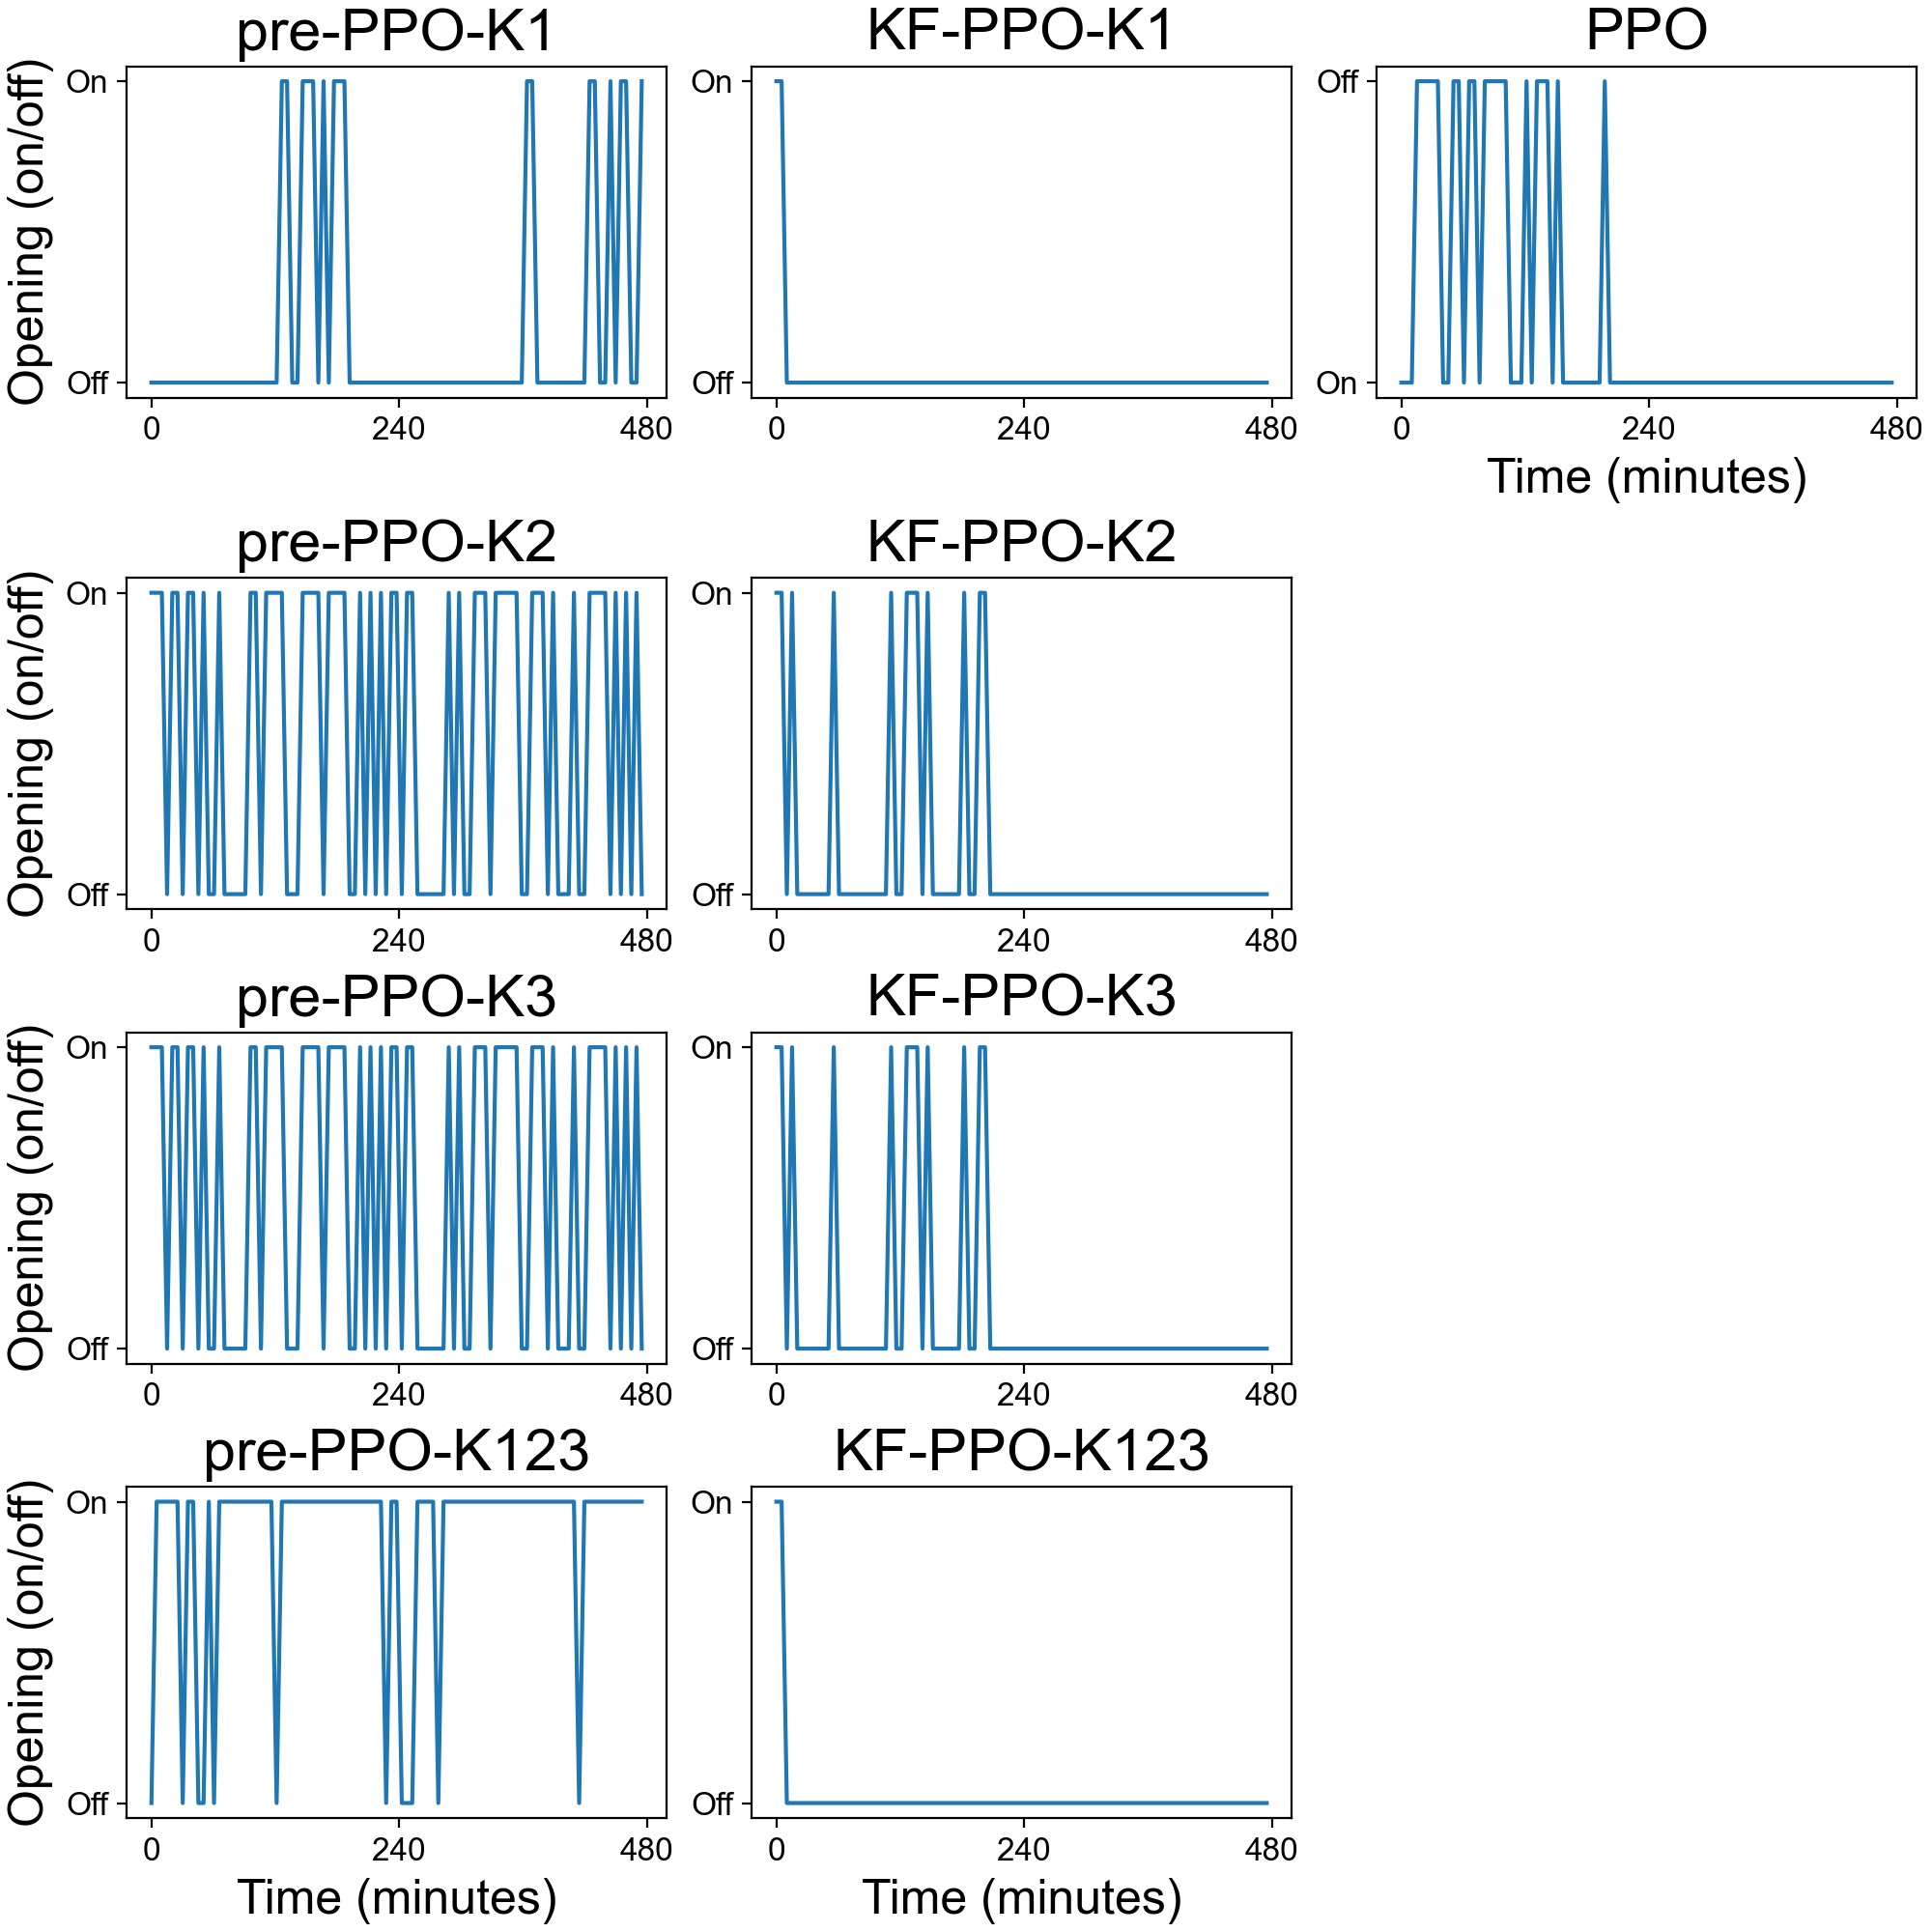 pre-PPO-K1
KF-PPO-K1
PPO
Opening (on/off)
On
Off
0
240
480
On
Off
0
240
480
Off
On
0
240
480
Time (minutes)
pre-PPO-K2
KF-PPO-K2
Opening (on/off)
On
Off
0
240
480
On
Off
0
240
480
pre-PPO-K3
KF-PPO-K3
Opening (on/off)
On
Off
0
240
480
On
Off
0
240
480
pre-PPO-K123
KF-PPO-K123
Opening (on/off)
On
Off
0
240
480
Time (minutes)
On
Off
0
240
480
Time (minutes)